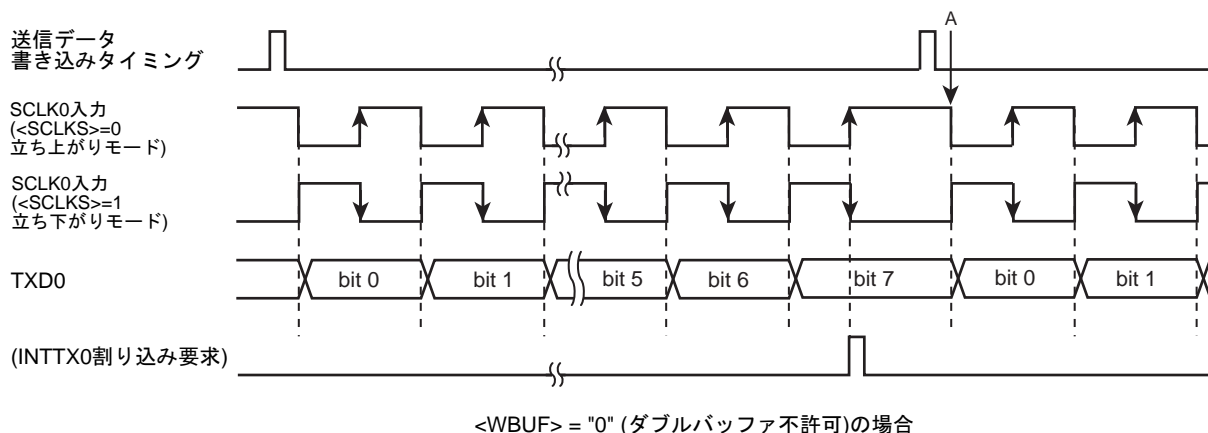 A
送信データ
書き込みタイミング
SCLK0入力
(<SCLKS>=0
立ち上がりモード)
SCLK0入力
(<SCLKS>=1
立ち下がりモード)
TXD0
bit 0
bit 1
bit 5
bit 6
bit 7
bit 0
bit 1
(INTTX0割り込み要求)
<WBUF> = "0" (ダブルバッファ不許可)の場合